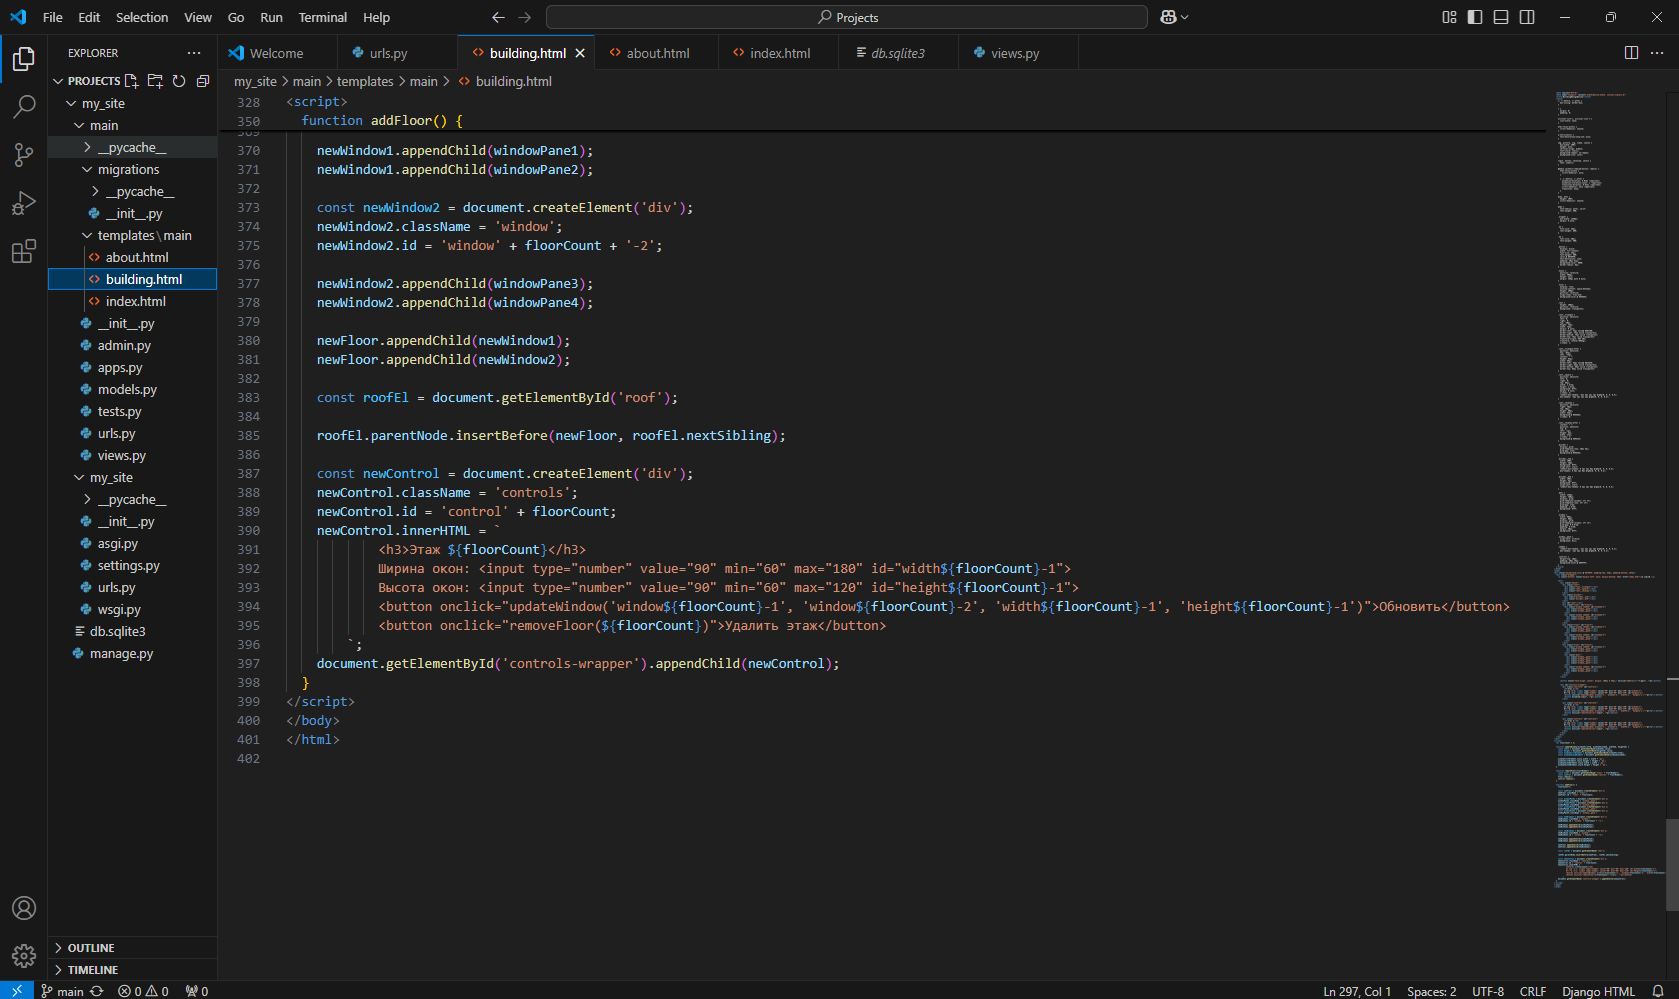 File Edit Selection View Go Run Terminal Help
Projects
EXPLORER
PROJECTS
my_site
main
__pycache__
migrations
__pycache__
__init__.py
templates\main
about.html
building.html
index.html
__init__.py
admin.py
apps.py
models.py
tests.py
urls.py
views.py
my_site
__pycache__
__init__.py
asgi.py
settings.py
urls.py
wsgi.py
db.sqlite3
manage.py
OUTLINE
TIMELINE
Welcome urls.py building.html about.html index.html db.sqlite3 views.py
my_site > main > templates > main > building.html
328 <script>
350 function addFloor() {
369
370 newWindow1.appendChild(windowPane1);
371 newWindow1.appendChild(windowPane2);
372
373 const newWindow2 = document.createElement('div');
374 newWindow2.className = 'window';
375 newWindow2.id = 'window' + floorCount + '-2';
376
377 newWindow2.appendChild(windowPane3);
378 newWindow2.appendChild(windowPane4);
379
380 newFloor.appendChild(newWindow1);
381 newFloor.appendChild(newWindow2);
382
383 const roofEl = document.getElementById('roof');
384
385 roofEl.parentNode.insertBefore(newFloor, roofEl.nextSibling);
386
387 const newControl = document.createElement('div');
388 newControl.className = 'controls';
389 newControl.id = 'control' + floorCount;
390 newControl.innerHTML = `
391 <h3>Этаж ${floorCount}</h3>
392 Ширина окон: <input type="number" value="90" min="60" max="180" id="width${floorCount}-1">
393 Высота окон: <input type="number" value="90" min="60" max="120" id="height${floorCount}-1">
394 <button onclick="updateWindow('window${floorCount}-1', 'window${floorCount}-2', 'width${floorCount}-1', 'height${floorCount}-1')">Обновить</button>
395 <button onclick="removeFloor(${floorCount})">Удалить этаж</button>
396 `;
397 document.getElementById('controls-wrapper').appendChild(newControl);
398 }
399 </script>
400 </body>
401 </html>
402
main 0 0 0 Ln 297, Col 1 Spaces: 2 UTF-8 CRLF Django HTML